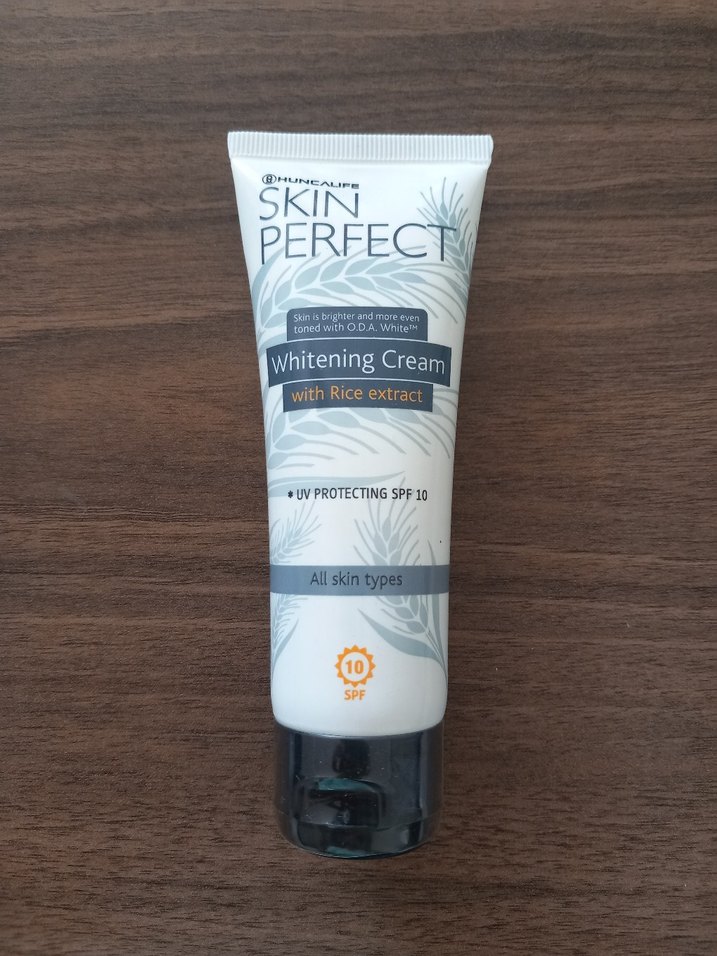 HUNCALIFE
SKIN
PERFECT
Skin is brighter and more even
toned with O.D.A. White™
Whitening Cream
with Rice extract
* UV PROTECTING SPF 10
All skin types
10
SPF